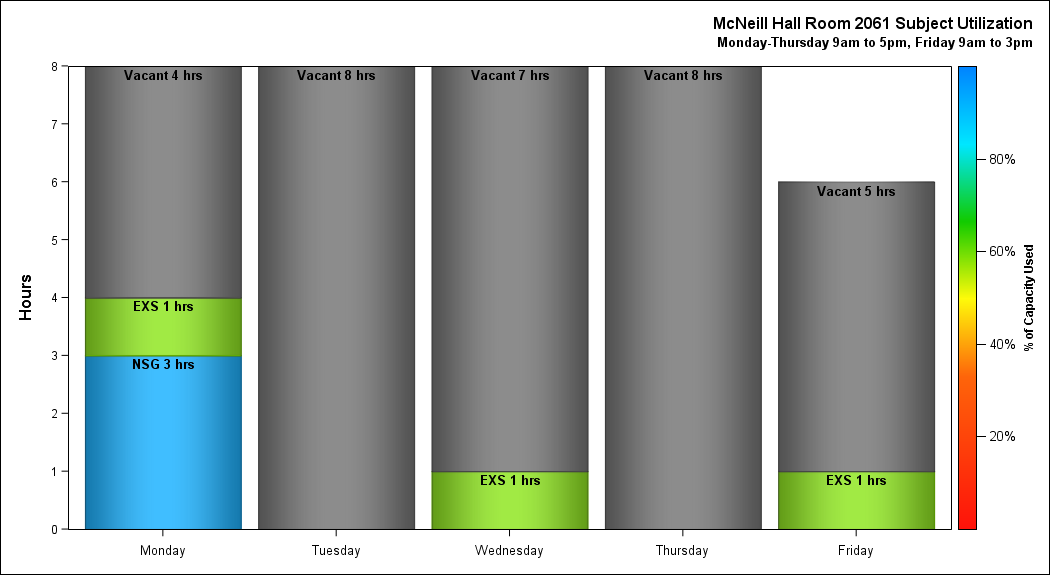 McNeill Hall Room 2061 Subject Utilization
Monday-Thursday 9am to 5pm, Friday 9am to 3pm
Hours
8
7
6
5
4
3
2
1
0
Vacant 4 hrs
EXS 1 hrs
NSG 3 hrs
Vacant 8 hrs
Vacant 7 hrs
EXS 1 hrs
Vacant 8 hrs
Vacant 5 hrs
EXS 1 hrs
Monday
Tuesday
Wednesday
Thursday
Friday
80%
60%
40%
20%
% of Capacity Used